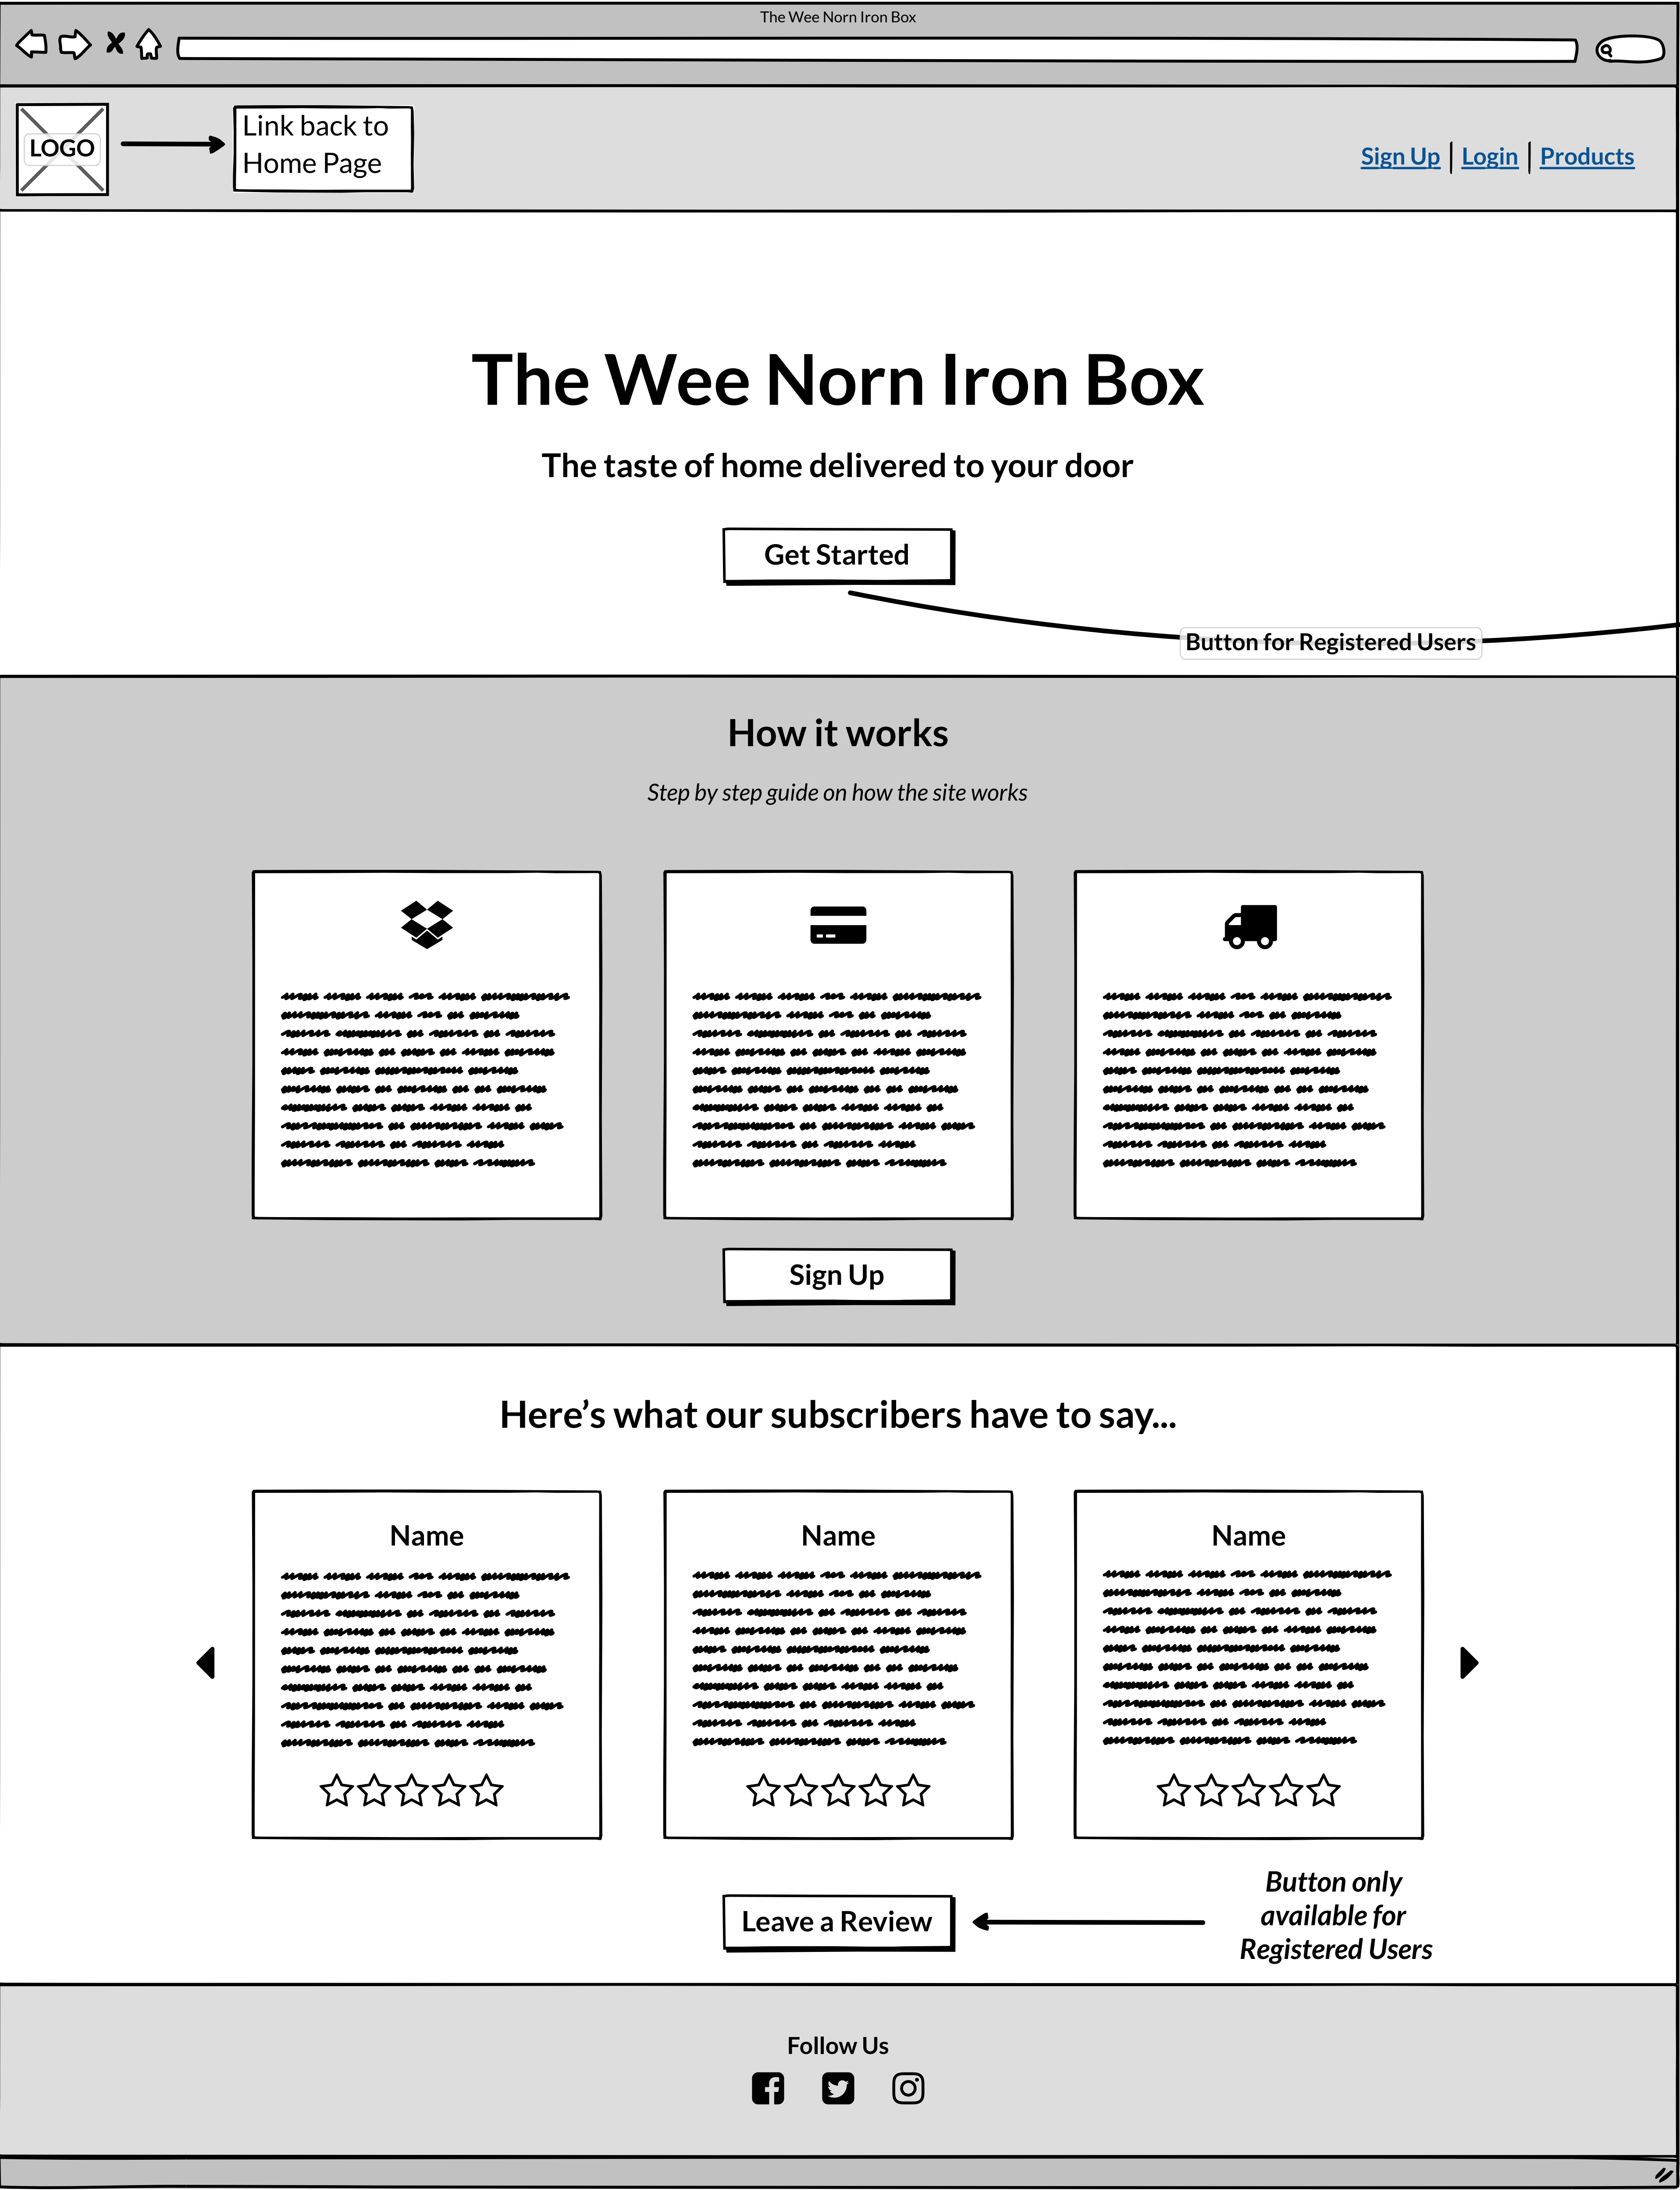 The Wee Norn Iron Box
LOGO
Link back to
Home Page
Sign Up | Login | Products
The Wee Norn Iron Box
The taste of home delivered to your door
Get Started
Button for Registered Users
How it works
Step by step guide on how the site works
Sign Up
Here's what our subscribers have to say...
Name
Name
Name
Button only
available for
Registered Users
Leave a Review
Follow Us